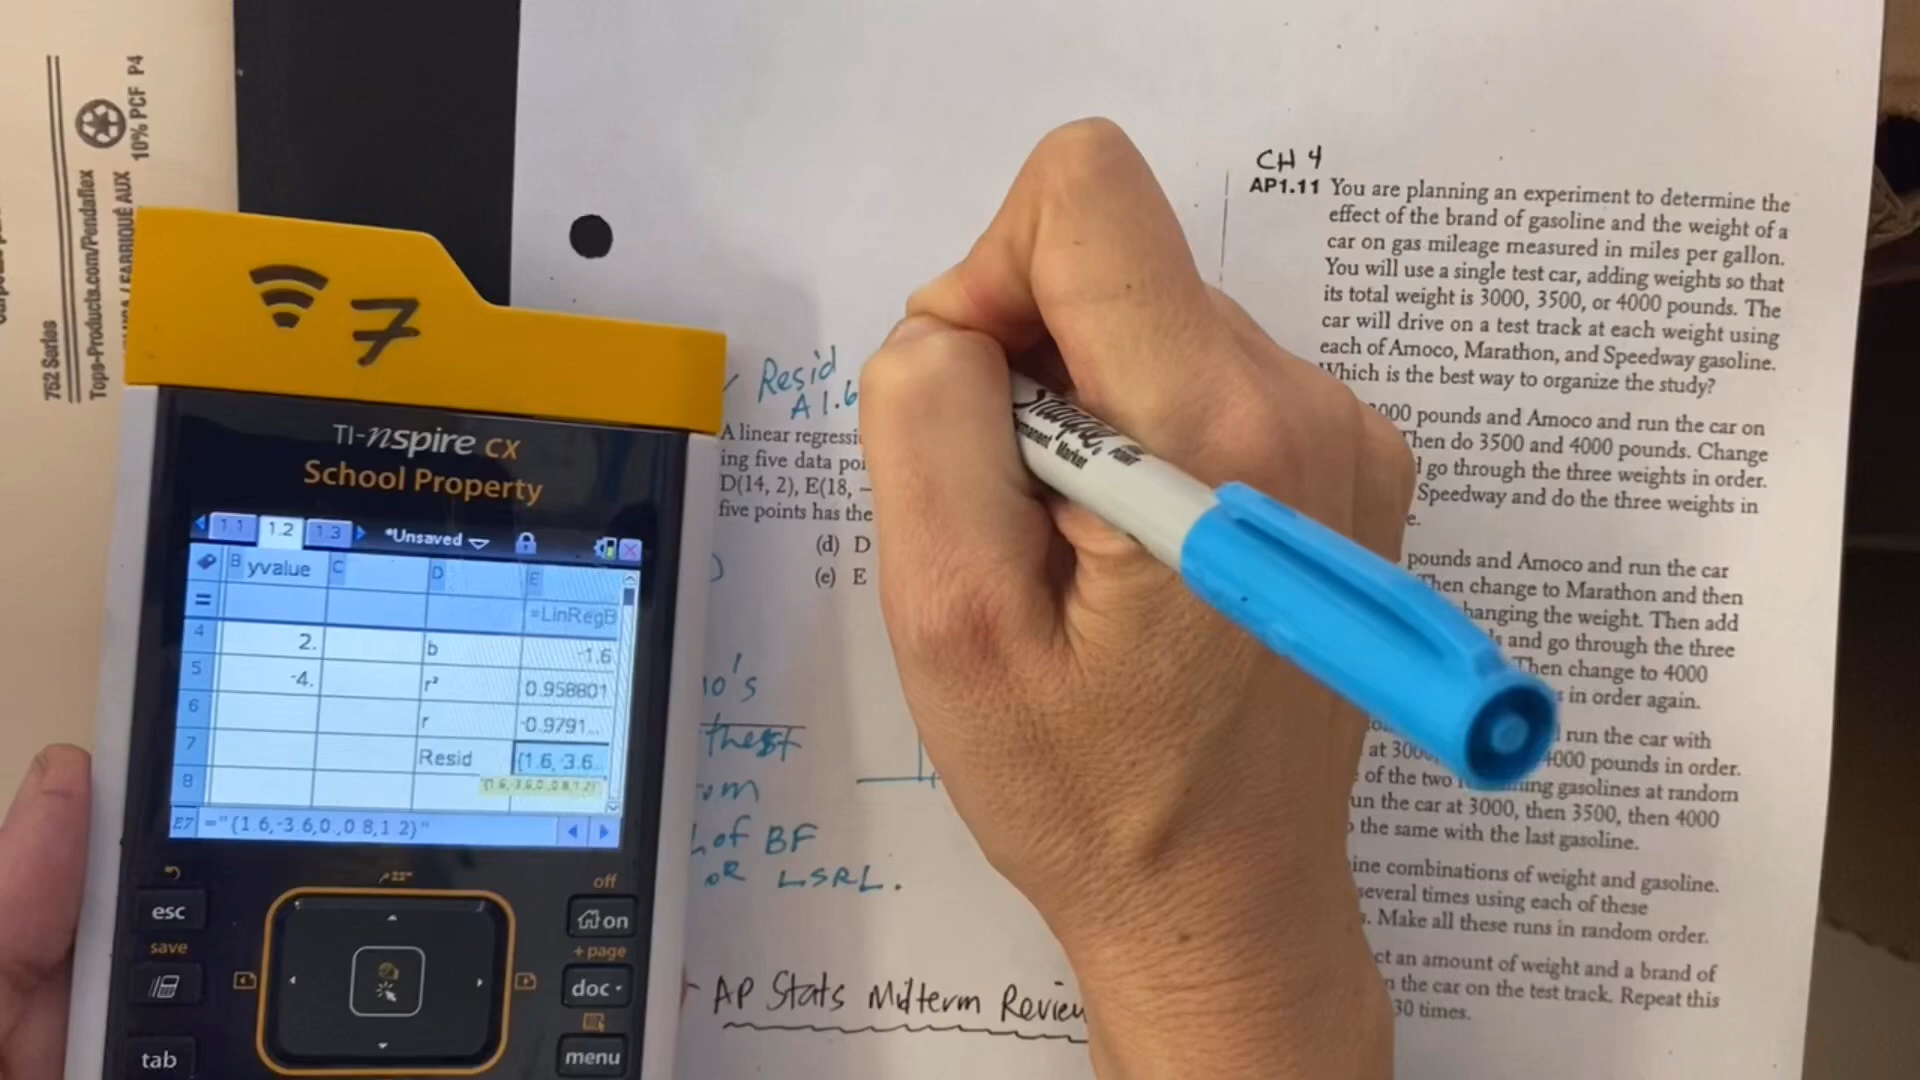 752 Series
Tops-Products.com/Pendaflex
10% PCF P4
7
TI-nspire CX
School Property
1.1 1.2 1.3 *Unsaved
B yvalue C D E
= =LinRegB
4 2. b -1.6
5 -4. r² 0.958801
6 r -0.9791...
7 Resid {1.6,-3.6...
8
E7 ="{1.6,-3.6,0.,0.8,1.2}"
esc
save
tab
off
on
+ page
doc
menu
Resid
A 1.6
A linear regressi
ing five data poi
D(14, 2), E(18, –
five points has the
(d) D
(e) E
of BF
OR LSRL.
AP Stats Midterm Review
CH 4
AP1.11 You are planning an experiment to determine the
effect of the brand of gasoline and the weight of a
car on gas mileage measured in miles per gallon.
You will use a single test car, adding weights so that
its total weight is 3000, 3500, or 4000 pounds. The
car will drive on a test track at each weight using
each of Amoco, Marathon, and Speedway gasoline.
Which is the best way to organize the study?
000 pounds and Amoco and run the car on
Then do 3500 and 4000 pounds. Change
go through the three weights in order.
Speedway and do the three weights in
e.
pounds and Amoco and run the car
Then change to Marathon and then
hanging the weight. Then add
and go through the three
Then change to 4000
s in order again.
run the car with
at 300 4000 pounds in order.
of the two gasolines at random
un the car at 3000, then 3500, then 4000
the same with the last gasoline.
ine combinations of weight and gasoline.
several times using each of these
s. Make all these runs in random order.
ct an amount of weight and a brand of
n the car on the test track. Repeat this
30 times.
Permanent Marker